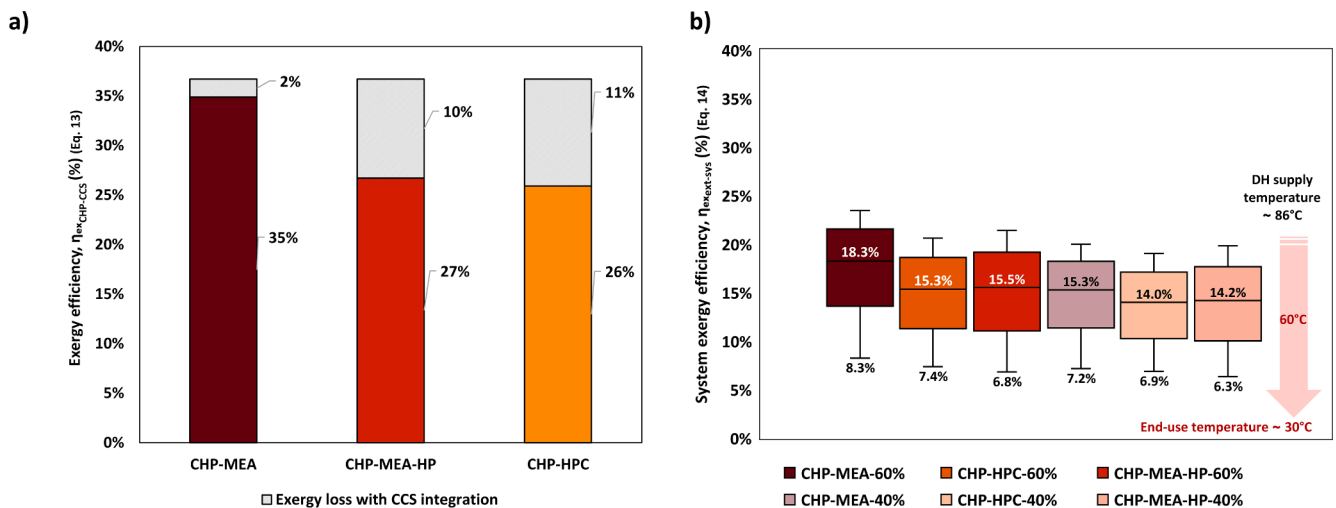 a)
Exergy efficiency, ηexCHP-CCS (%) (Eq. 13)
40%
35%
30%
25%
20%
15%
10%
5%
0%
2%
10%
11%
35%
27%
26%
CHP-MEA
CHP-MEA-HP
CHP-HPC
Exergy loss with CCS integration
b)
System exergy efficiency, ηexext-sys (%) (Eq. 14)
40%
35%
30%
25%
20%
15%
10%
5%
0%
18.3%
15.3%
15.5%
15.3%
14.0%
14.2%
8.3%
7.4%
6.8%
7.2%
6.9%
6.3%
DH supply
temperature
~ 86°C
60°C
End-use temperature ~ 30°C
CHP-MEA-60%
CHP-HPC-60%
CHP-MEA-HP-60%
CHP-MEA-40%
CHP-HPC-40%
CHP-MEA-HP-40%